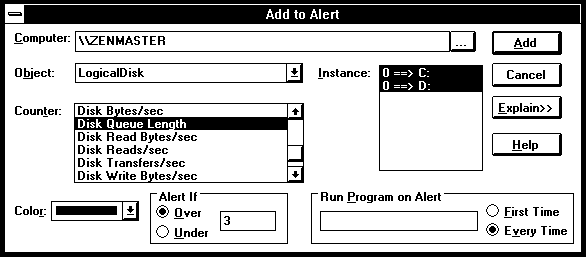 Add to Alert
Computer: \\ZENMASTER ... Add
Object: LogicalDisk Instance: 0 ==> C: Cancel
0 ==> D:
Counter: Disk Bytes/sec Explain>>
Disk Queue Length
Disk Read Bytes/sec
Disk Reads/sec Help
Disk Transfers/sec
Disk Write Bytes/sec
Color: Alert If Run Program on Alert
Over 3 First Time
Under Every Time